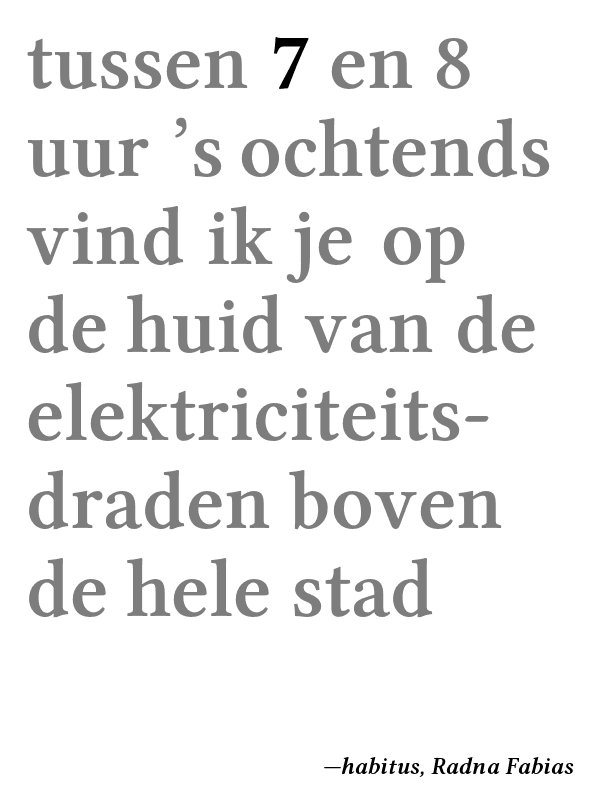 tussen 7 en 8
uur ’s ochtends
vind ik je op
de huid van de
elektriciteits-
draden boven
de hele stad
—habitus, Radna Fabias